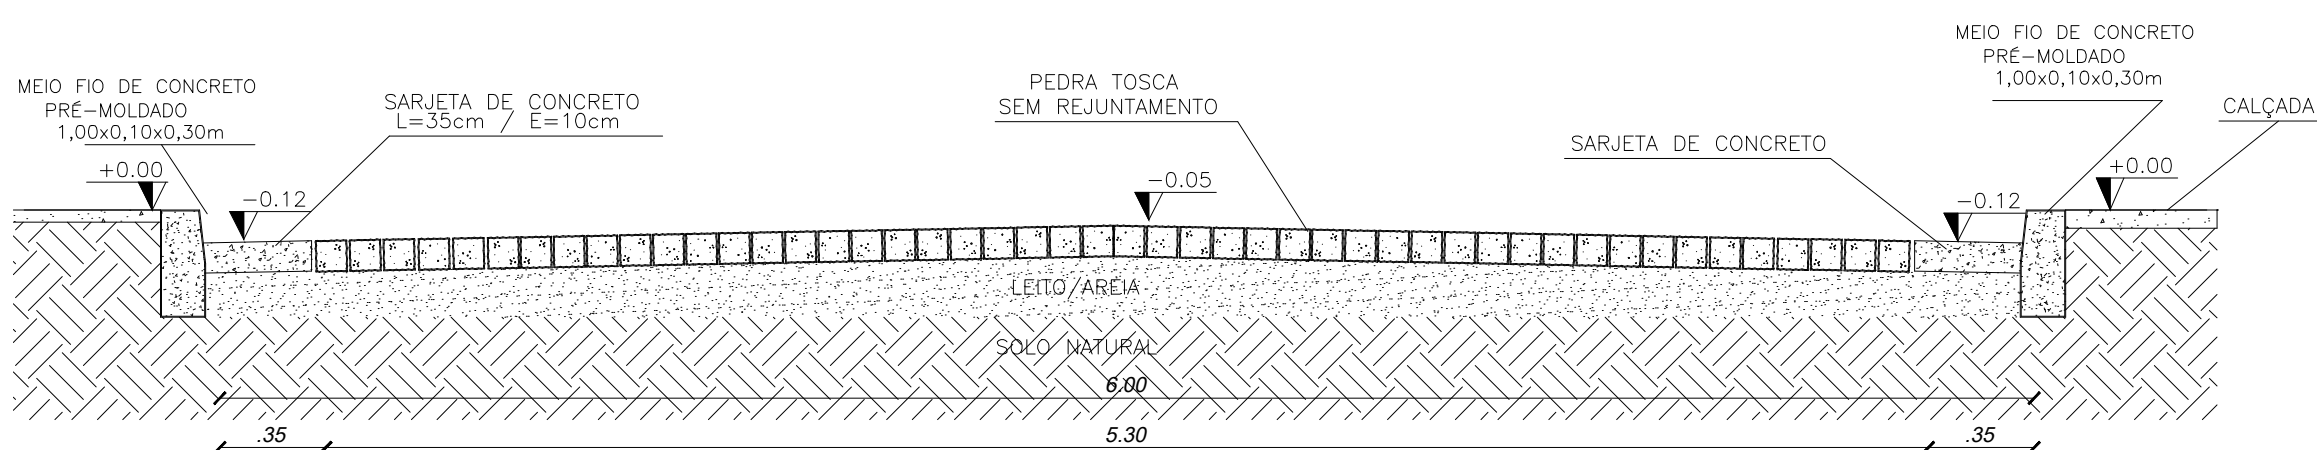 MEIO FIO DE CONCRETO
PRÉ-MOLDADO
1,00x0,10x0,30m
SARJETA DE CONCRETO
L=35cm / E=10cm
PEDRA TOSCA
SEM REJUNTAMENTO
SARJETA DE CONCRETO
MEIO FIO DE CONCRETO
PRÉ-MOLDADO
1,00x0,10x0,30m
CALÇADA
+0.00
-0.12
-0.05
-0.12
+0.00
LEITO/AREIA
SOLO NATURAL
6.00
.35
5.30
.35